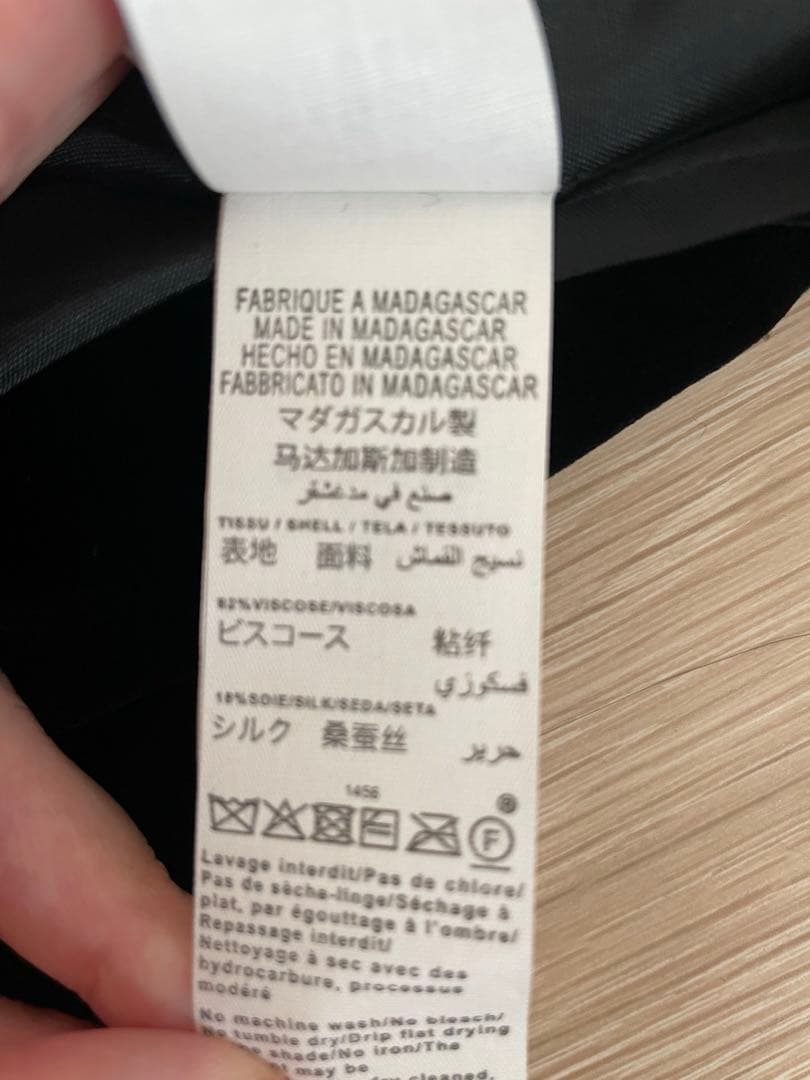 FABRIQUE A MADAGASCAR
MADE IN MADAGASCAR
HECHO EN MADAGASCAR
FABBRICATO IN MADAGASCAR
マダガスカル製
马达加斯加制造
صنع في مدغشقر
TISSU / SHELL / TELA / TESSUTO
表地 面料 نسيج القماش
82%VISCOSE/VISCOSA
ビスコース 粘纤
فسكوزي
18%SOIE/SILK/SEDA/SETA
シルク 桑蚕丝 حرير
1456
®
F
Lavage interdit/Pas de chlore/
Pas de sèche-linge/Séchage à
plat, par égouttage à l'ombre/
Repassage interdit/
Nettoyage à sec avec des
hydrocarbure, processus
modéré
No machine wash/No bleach/
No tumble dry/Drip flat drying
shade/No iron/The
may be
cleaned,